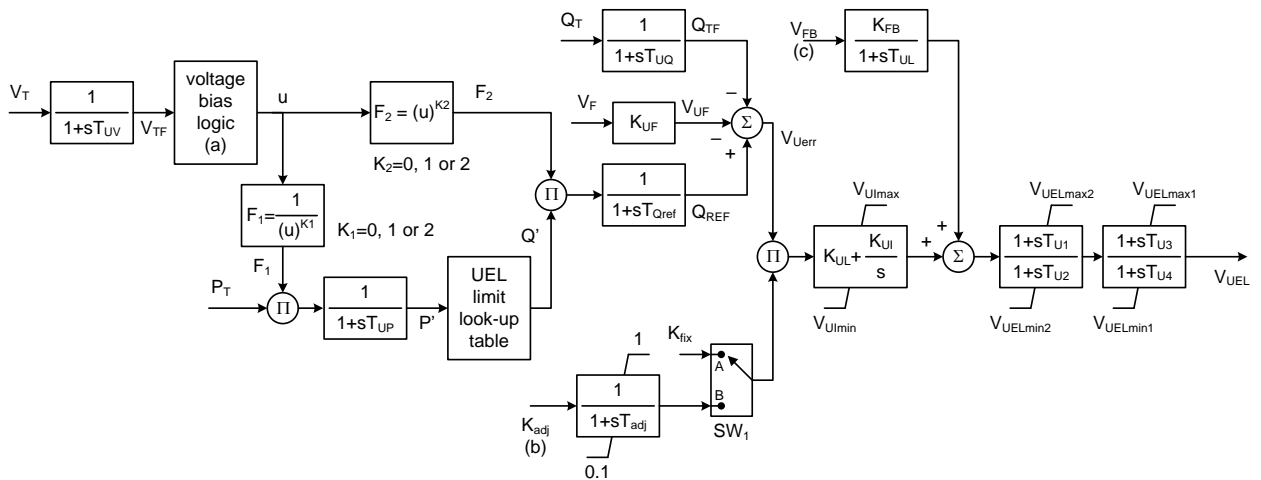 V_T
1
1+sT_UV
V_TF
voltage
bias
logic
(a)
u
F_2 = (u)^K2
F_2
K_2=0, 1 or 2
F_1=
1
(u)^K1
K_1=0, 1 or 2
F_1
P_T
Π
1
1+sT_UP
P'
UEL
limit
look-up
table
Q'
Π
Q_T
1
1+sT_UQ
Q_TF
V_F
K_UF
V_UF
1
1+sT_Qref
Q_REF
−
−
+
Σ
V_Uerr
Π
K_fix
A
B
SW_1
K_adj
(b)
1
1
1+sT_adj
0.1
V_UImax
K_UL+
K_UI
s
V_UImin
V_FB
(c)
K_FB
1+sT_UL
+
+
Σ
V_UELmax2
1+sT_U1
1+sT_U2
V_UELmin2
V_UELmax1
1+sT_U3
1+sT_U4
V_UELmin1
V_UEL